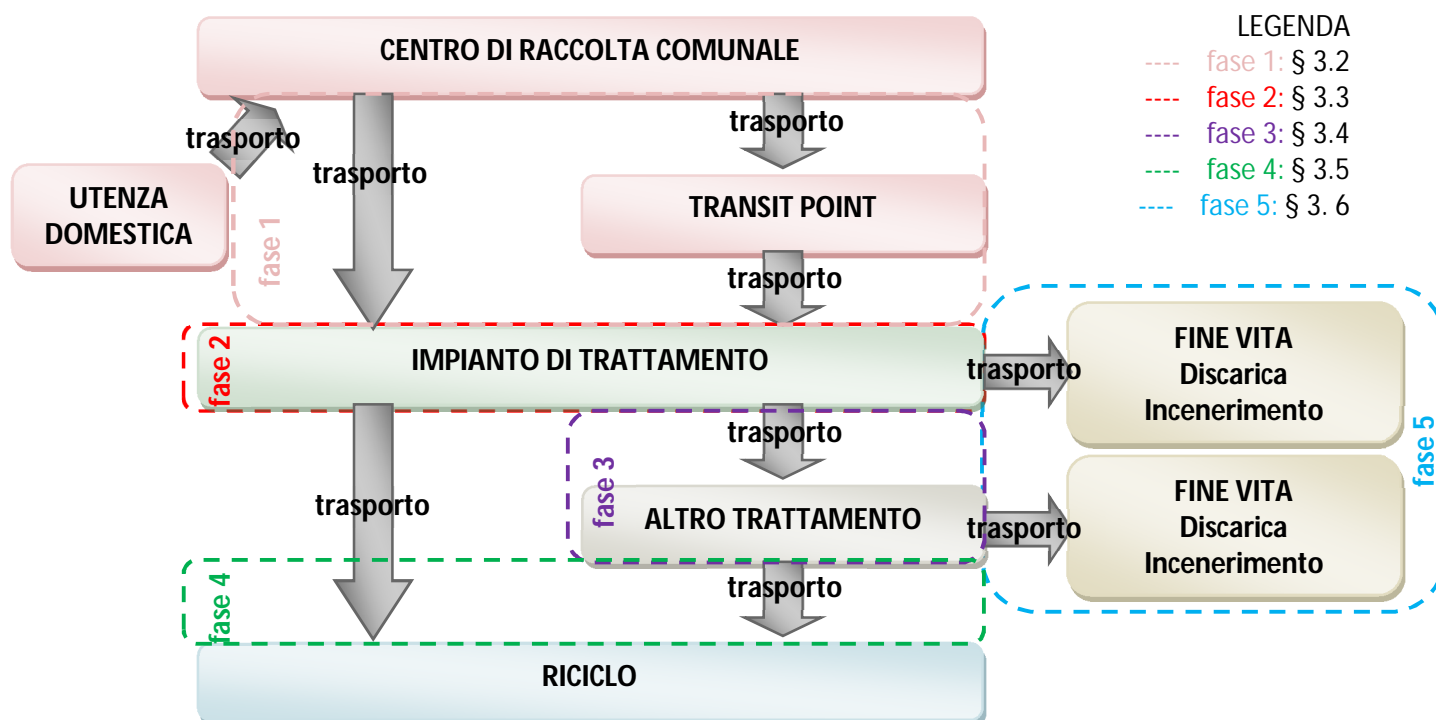 CENTRO DI RACCOLTA COMUNALE
LEGENDA
---- fase 1: § 3.2
---- fase 2: § 3.3
---- fase 3: § 3.4
---- fase 4: § 3.5
---- fase 5: § 3. 6
trasporto
trasporto
trasporto
UTENZA
DOMESTICA
fase 1
TRANSIT POINT
trasporto
fase 2
IMPIANTO DI TRATTAMENTO
trasporto
FINE VITA
Discarica
Incenerimento
trasporto
trasporto
fase 3
ALTRO TRATTAMENTO
trasporto
FINE VITA
Discarica
Incenerimento
fase 5
fase 4
trasporto
RICICLO